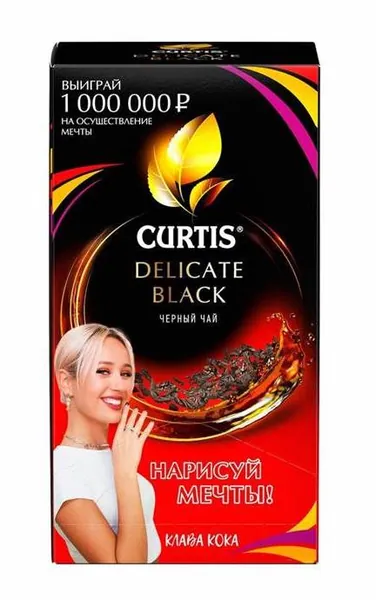 ВЫИГРАЙ
1 000 000 ₽
НА ОСУЩЕСТВЛЕНИЕ
МЕЧТЫ
CURTIS®
DELICATE
BLACK
ЧЕРНЫЙ ЧАЙ
НАРИСУЙ
МЕЧТЫ!
КЛАВА КОКА